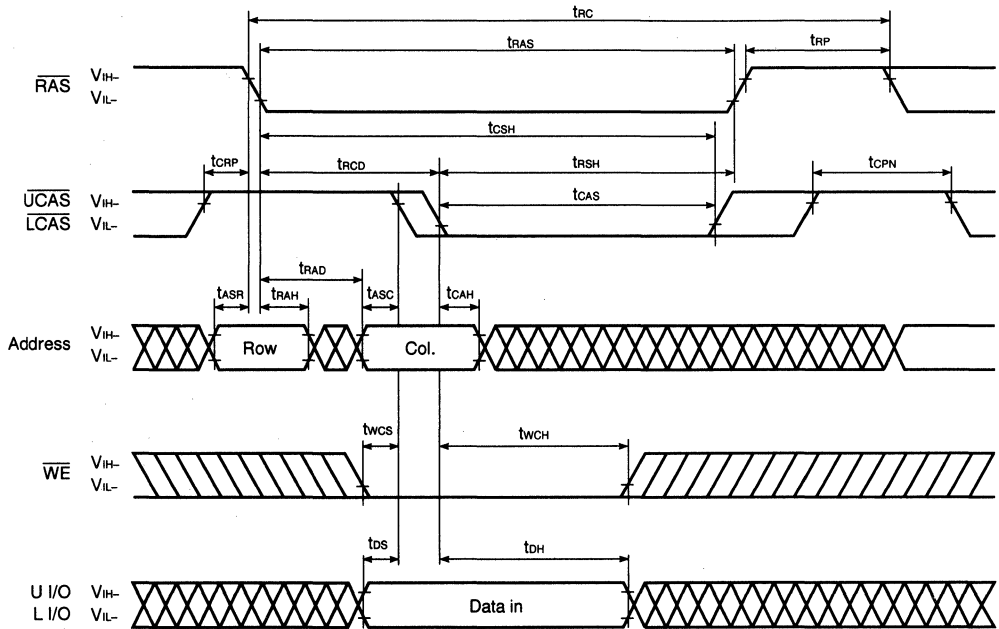 tRC
tRAS
tRP
RAS
VIH–
VIL–
tCSH
tCRP
tRCD
tRSH
tCPN
UCAS
LCAS
VIH–
VIL–
tCAS
tRAD
tASR
tRAH
tASC
tCAH
Address
VIH–
VIL–
Row
Col.
tWCS
tWCH
WE
VIH–
VIL–
tDS
tDH
U I/O
L I/O
VIH–
VIL–
Data in